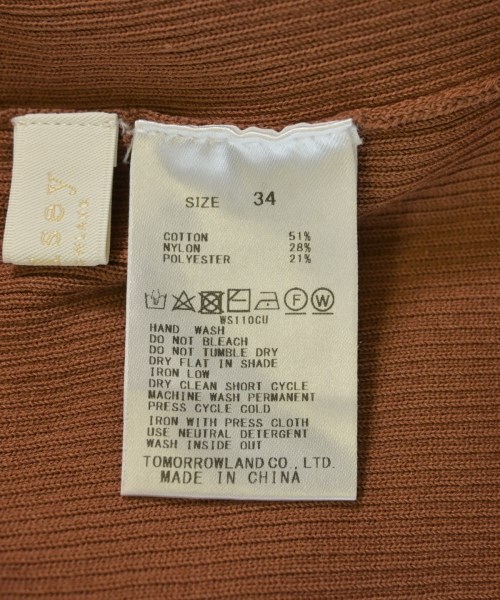 SIZE 34
COTTON 51%
NYLON 28%
POLYESTER 21%
F W
WS110CU
HAND WASH
DO NOT BLEACH
DO NOT TUMBLE DRY
DRY FLAT IN SHADE
IRON LOW
DRY CLEAN SHORT CYCLE
MACHINE WASH PERMANENT
PRESS CYCLE COLD
IRON WITH PRESS CLOTH
USE NEUTRAL DETERGENT
WASH INSIDE OUT
TOMORROWLAND CO., LTD.
MADE IN CHINA